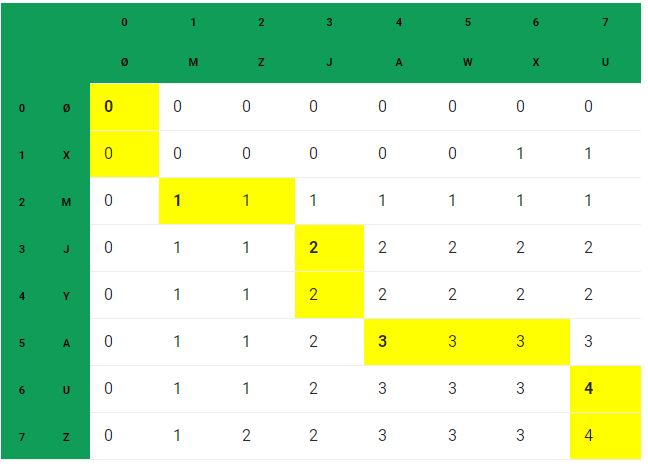 0 1 2 3 4 5 6 7
Ø M Z J A W X U
0 Ø 0 0 0 0 0 0 0 0
1 X 0 0 0 0 0 0 1 1
2 M 0 1 1 1 1 1 1 1
3 J 0 1 1 2 2 2 2 2
4 Y 0 1 1 2 2 2 2 2
5 A 0 1 1 2 3 3 3 3
6 U 0 1 1 2 3 3 3 4
7 Z 0 1 2 2 3 3 3 4